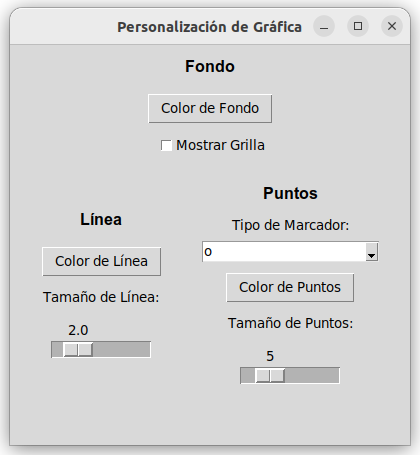 Personalización de Gráfica
Fondo
Color de Fondo
Mostrar Grilla
Línea
Color de Línea
Tamaño de Línea:
2.0
Puntos
Tipo de Marcador:
o
Color de Puntos
Tamaño de Puntos:
5